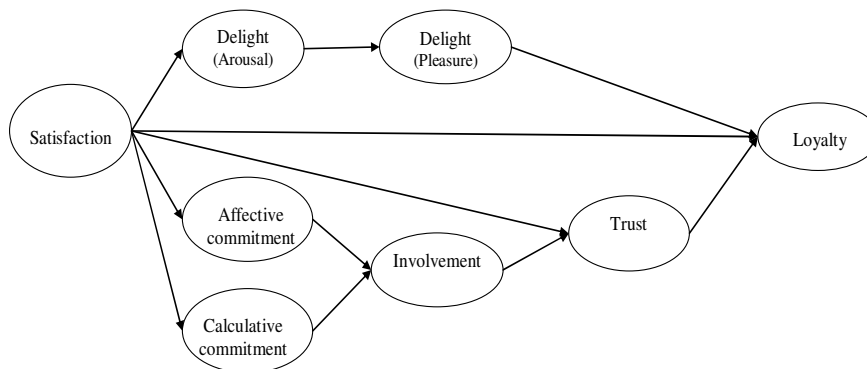 Delight
(Arousal)
Delight
(Pleasure)
Satisfaction
Loyalty
Affective
commitment
Trust
Involvement
Calculative
commitment